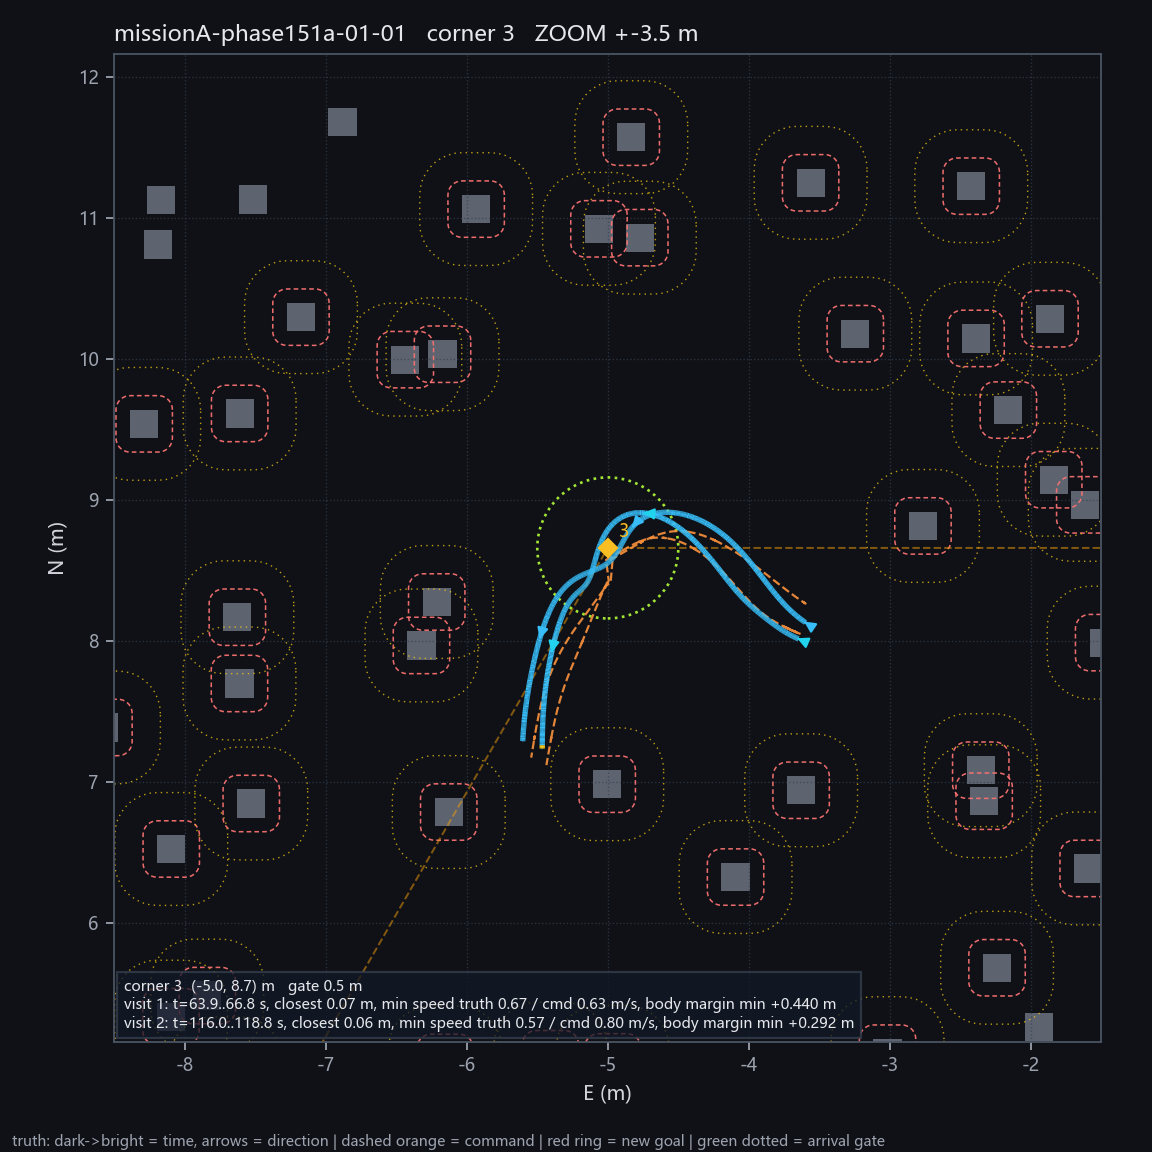 missionA-phase151a-01-01 corner 3 ZOOM +-3.5 m
12
11
10
9
8
7
6
N (m)
3
corner 3 (-5.0, 8.7) m gate 0.5 m
visit 1: t=63.9..66.8 s, closest 0.07 m, min speed truth 0.67 / cmd 0.63 m/s, body margin min +0.440 m
visit 2: t=116.0..118.8 s, closest 0.06 m, min speed truth 0.57 / cmd 0.80 m/s, body margin min +0.292 m
-8 -7 -6 -5 -4 -3 -2
E (m)
truth: dark->bright = time, arrows = direction | dashed orange = command | red ring = new goal | green dotted = arrival gate